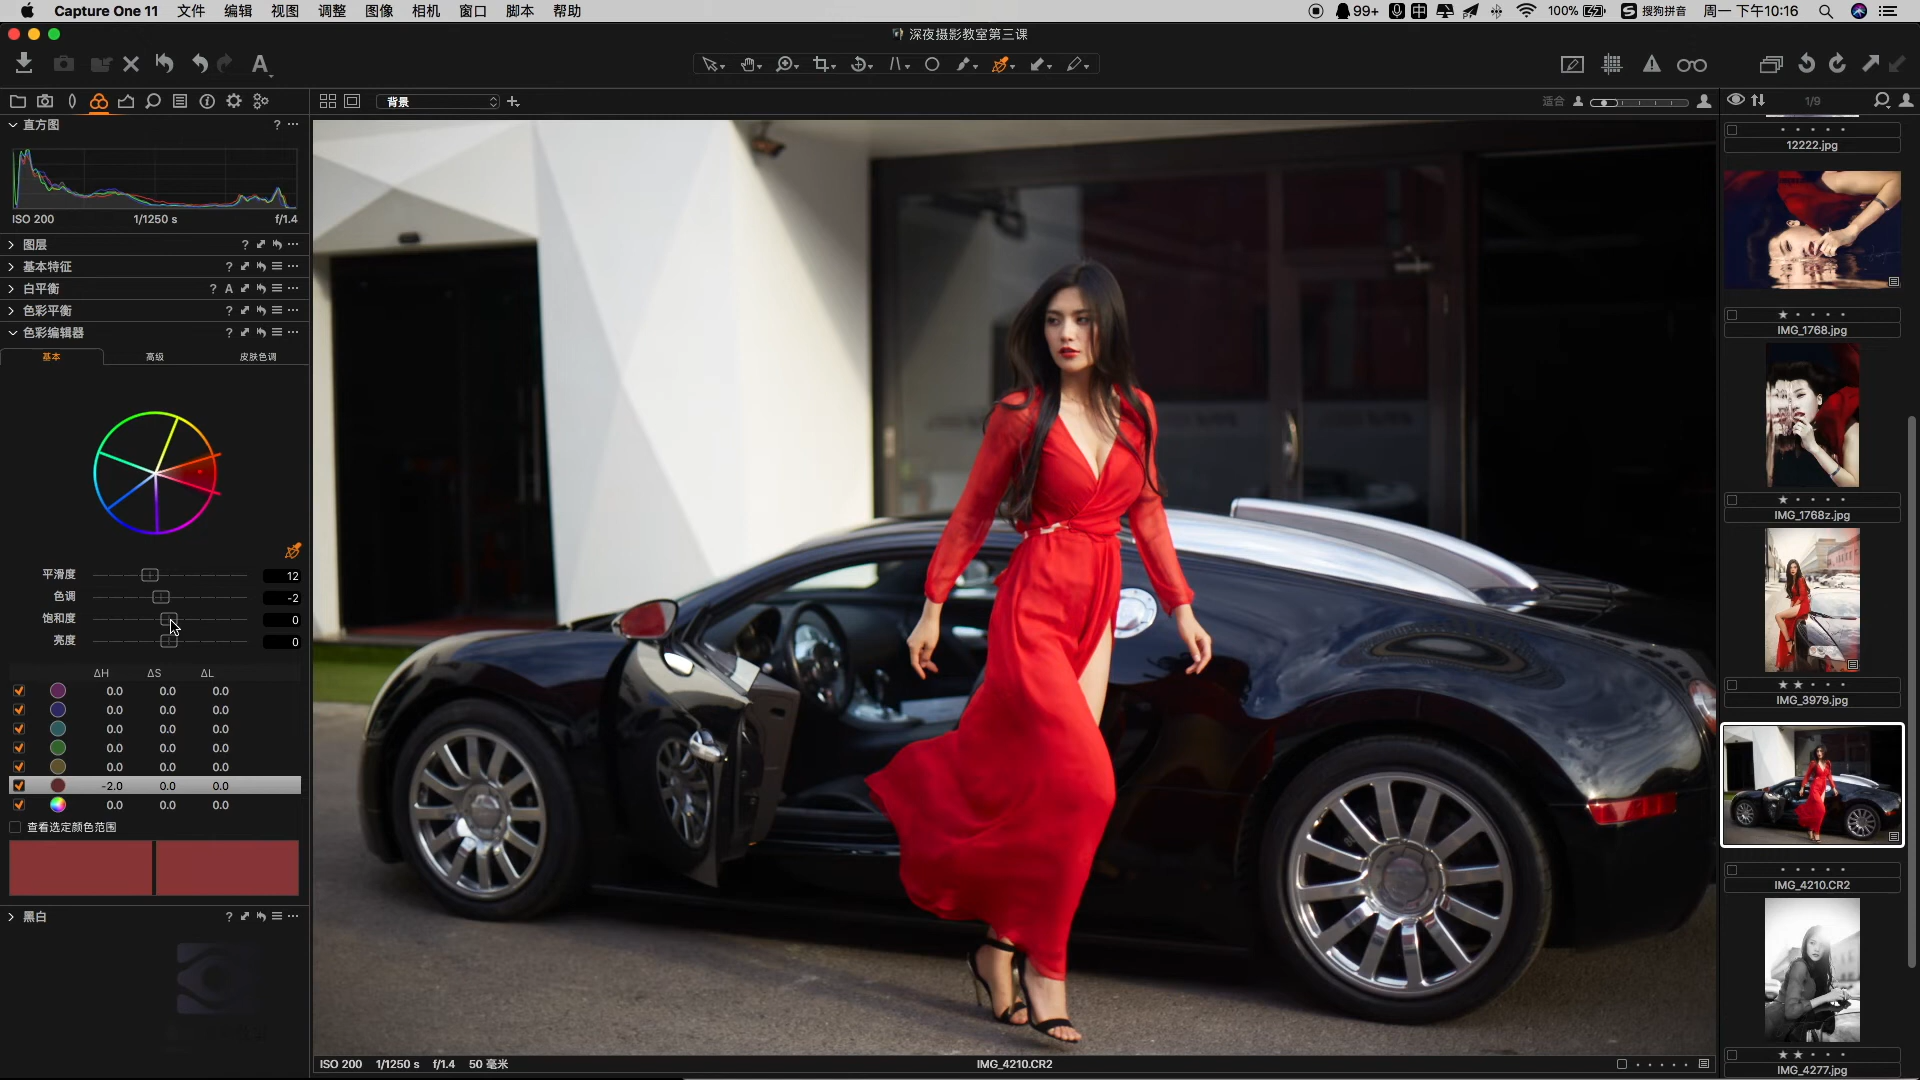 Capture One 11 文件 编辑 视图 调整 图像 相机 窗口 脚本 帮助 99+ 中 100% 搜狗拼音 周一 下午10:16
深夜摄影教室第三课
A
背景 适合 1/9
直方图 ? ...
ISO 200 1/1250 s f/1.4
图层 ? ...
基本特征 ? ...
白平衡 ? A ...
色彩平衡 ? ...
色彩编辑器 ? ...
基本 高级 皮肤色调
平滑度 12
色调 -2
饱和度 0
亮度 0
ΔH ΔS ΔL
0.0 0.0 0.0
0.0 0.0 0.0
0.0 0.0 0.0
0.0 0.0 0.0
0.0 0.0 0.0
-2.0 0.0 0.0
0.0 0.0 0.0
查看选定颜色范围
黑白 ? ...
ISO 200 1/1250 s f/1.4 50 毫米 IMG_4210.CR2
12222.jpg
IMG_1768.jpg
IMG_1768z.jpg
IMG_3979.jpg
IMG_4210.CR2
IMG_4277.jpg